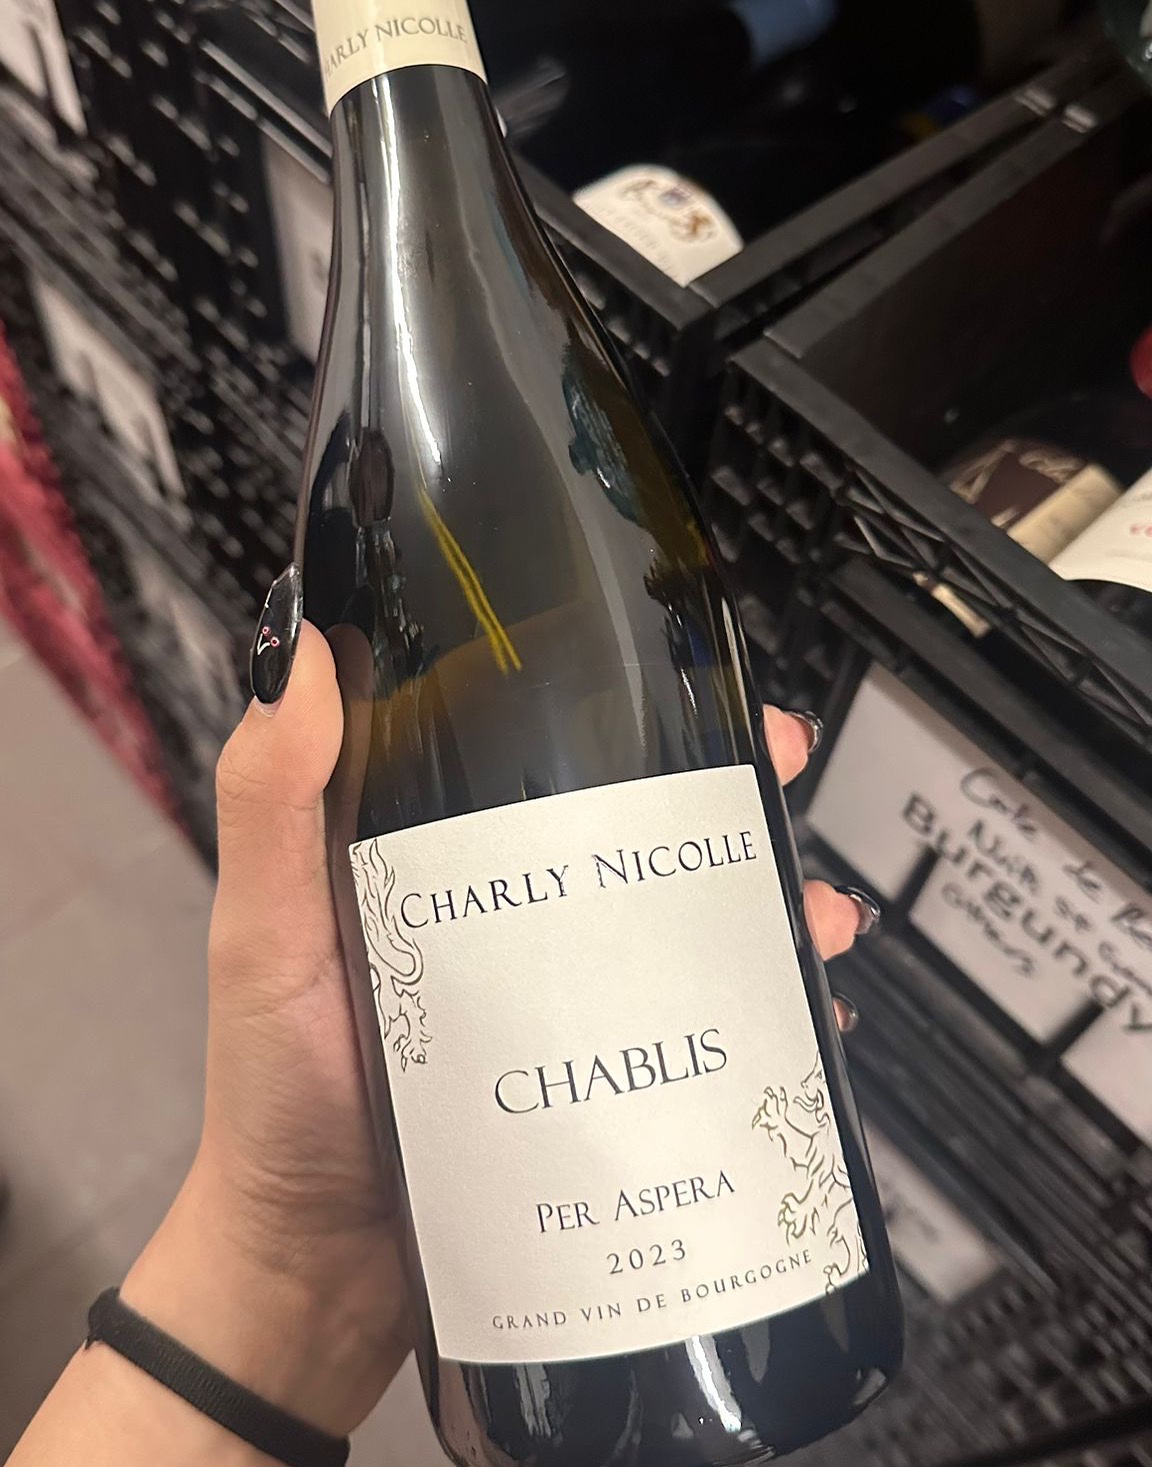 CHARLY NICOLLE
CHARLY NICOLLE
CHABLIS
PER ASPERA
2023
GRAND VIN DE BOURGOGNE
Burgundy